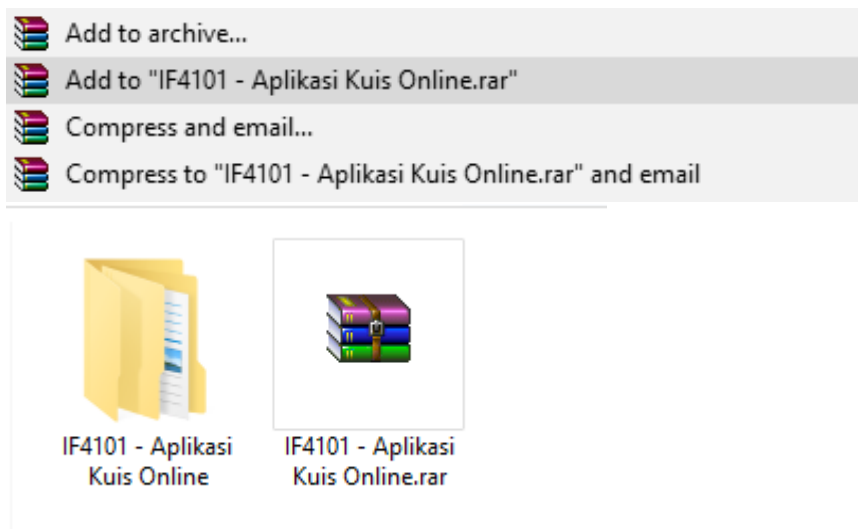 Add to archive...
Add to "IF4101 - Aplikasi Kuis Online.rar"
Compress and email...
Compress to "IF4101 - Aplikasi Kuis Online.rar" and email
IF4101 - Aplikasi
Kuis Online
IF4101 - Aplikasi
Kuis Online.rar